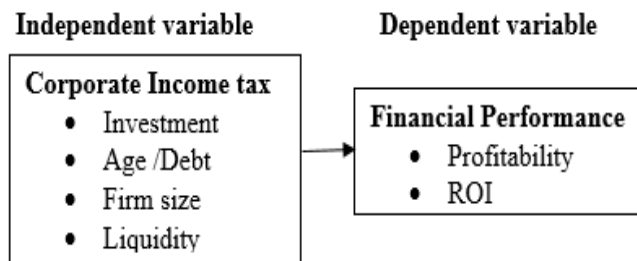 Independent variable
Dependent variable
Corporate Income tax
• Investment
• Age /Debt
• Firm size
• Liquidity
Financial Performance
• Profitability
• ROI